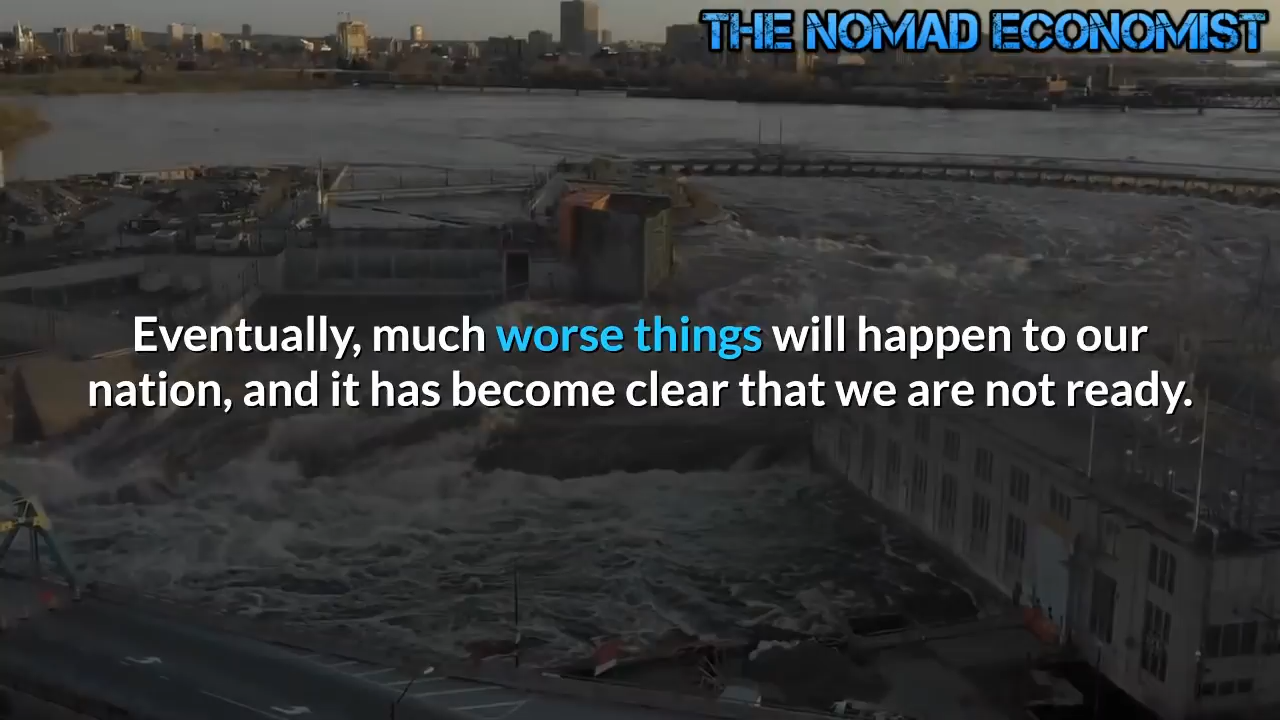 THE NOMAD ECONOMIST
Eventually, much worse things will happen to our
nation, and it has become clear that we are not ready.